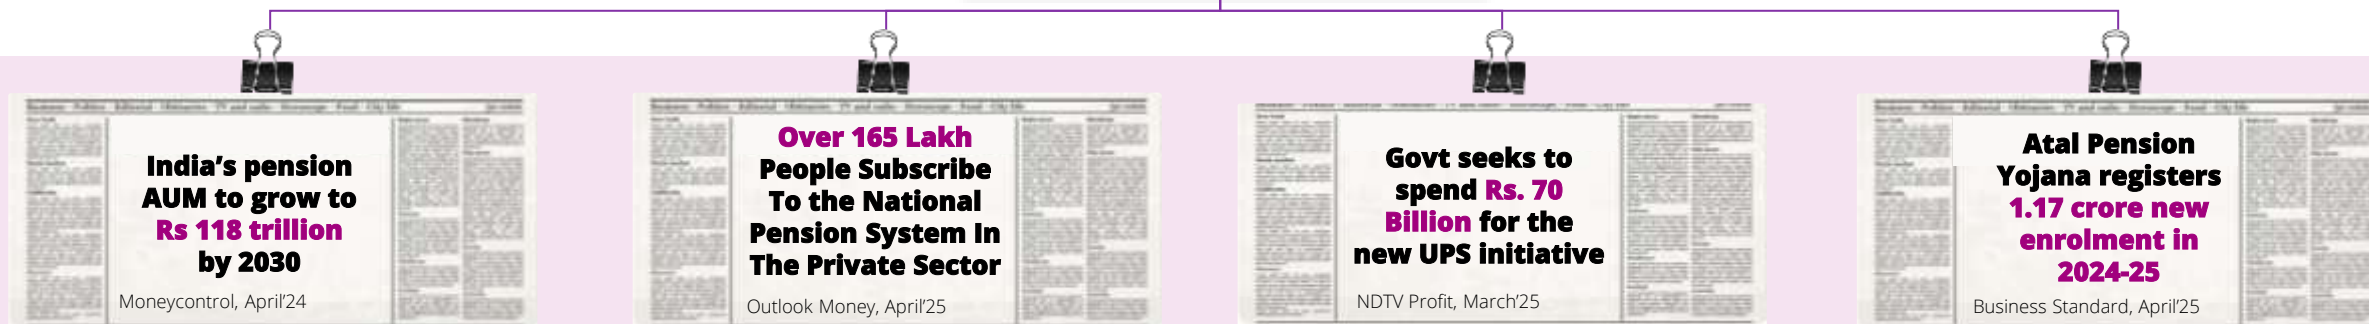 India’s pension
AUM to grow to
Rs 118 trillion
by 2030
Moneycontrol, April’24
Over 165 Lakh
People Subscribe
To the National
Pension System In
The Private Sector
Outlook Money, April’25
Govt seeks to
spend Rs. 70
Billion for the
new UPS initiative
NDTV Profit, March’25
Atal Pension
Yojana registers
1.17 crore new
enrolment in
2024-25
Business Standard, April’25